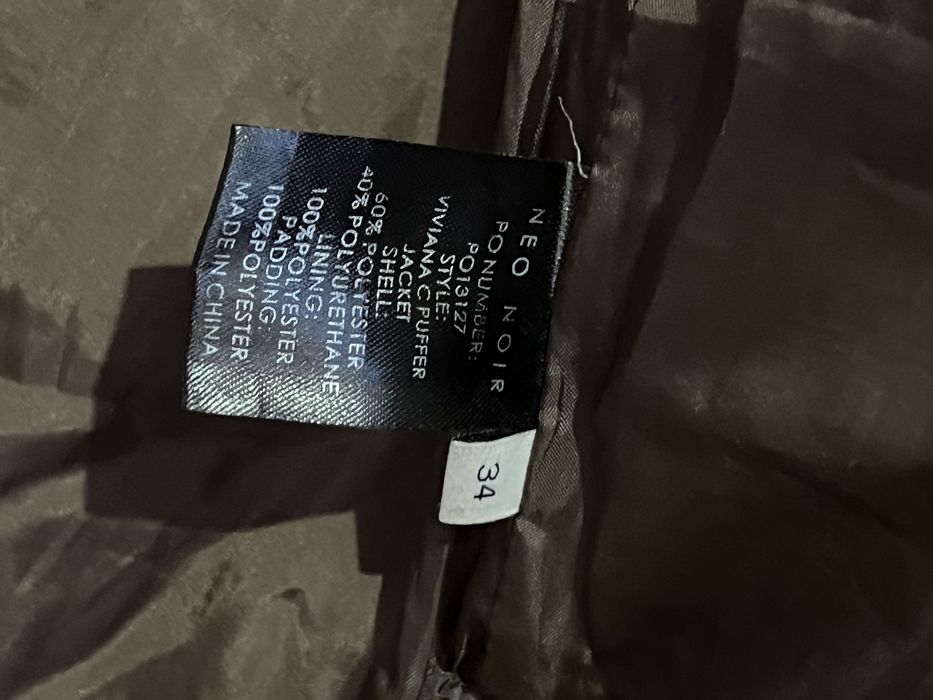 NEO NOIR
PO NUMBER:
PO13127
STYLE:
VIVIANA C PUFFER
JACKET
SHELL:
60% POLYESTER
40% POLYURETHANE
LINING:
100%POLYESTER
PADDING:
100%POLYESTER
MADE IN CHINA
34